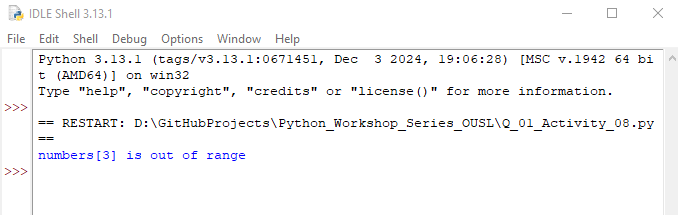 IDLE Shell 3.13.1
File Edit Shell Debug Options Window Help
Python 3.13.1 (tags/v3.13.1:0671451, Dec  3 2024, 19:06:28) [MSC v.1942 64 bi
t (AMD64)] on win32
Type "help", "copyright", "credits" or "license()" for more information.
>>>
== RESTART: D:\GitHubProjects\Python_Workshop_Series_OUSL\Q_01_Activity_08.py
==
numbers[3] is out of range
>>>